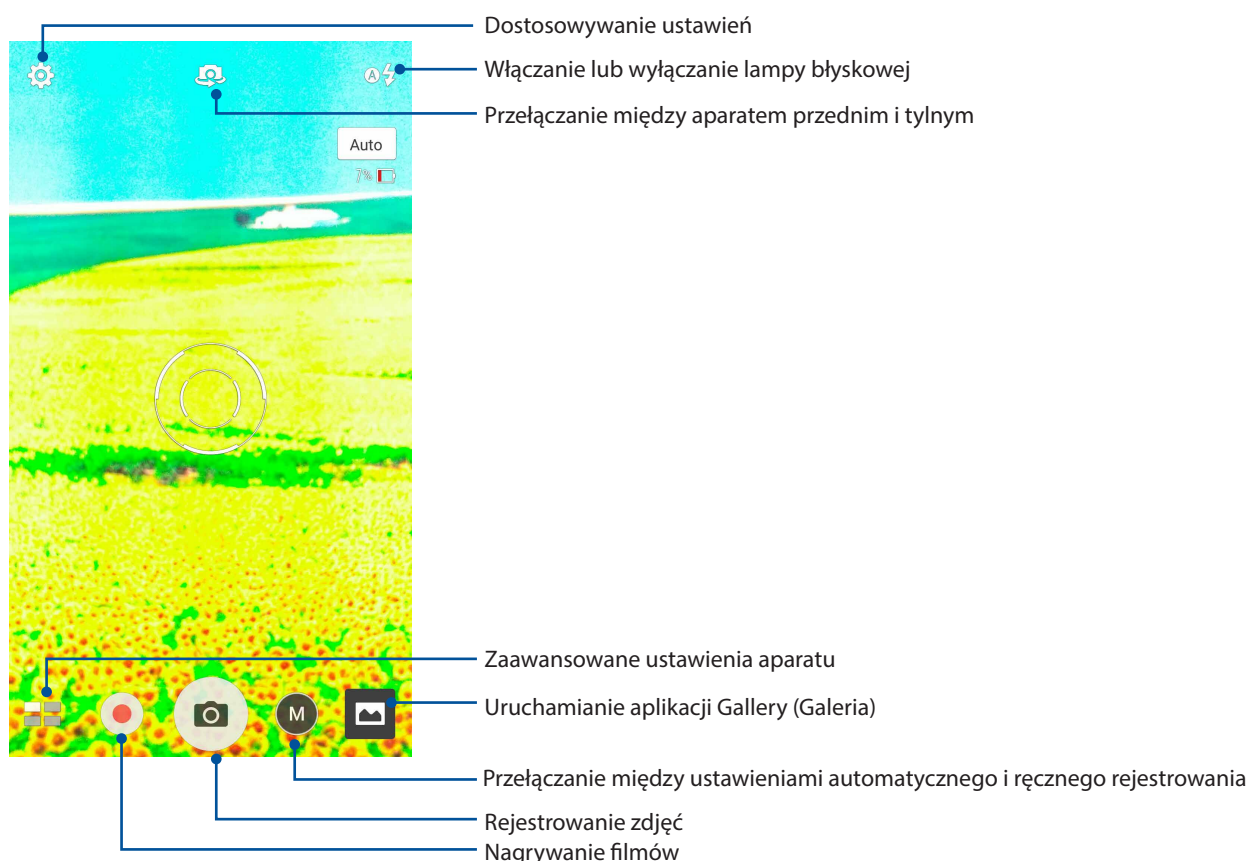 Dostosowywanie ustawień
Włączanie lub wyłączanie lampy błyskowej
A
Przełączanie między aparatem przednim i tylnym
Auto
7%
Zaawansowane ustawienia aparatu
Uruchamianie aplikacji Gallery (Galeria)
M
Przełączanie między ustawieniami automatycznego i ręcznego rejestrowania
Rejestrowanie zdjęć
Nagrywanie filmów